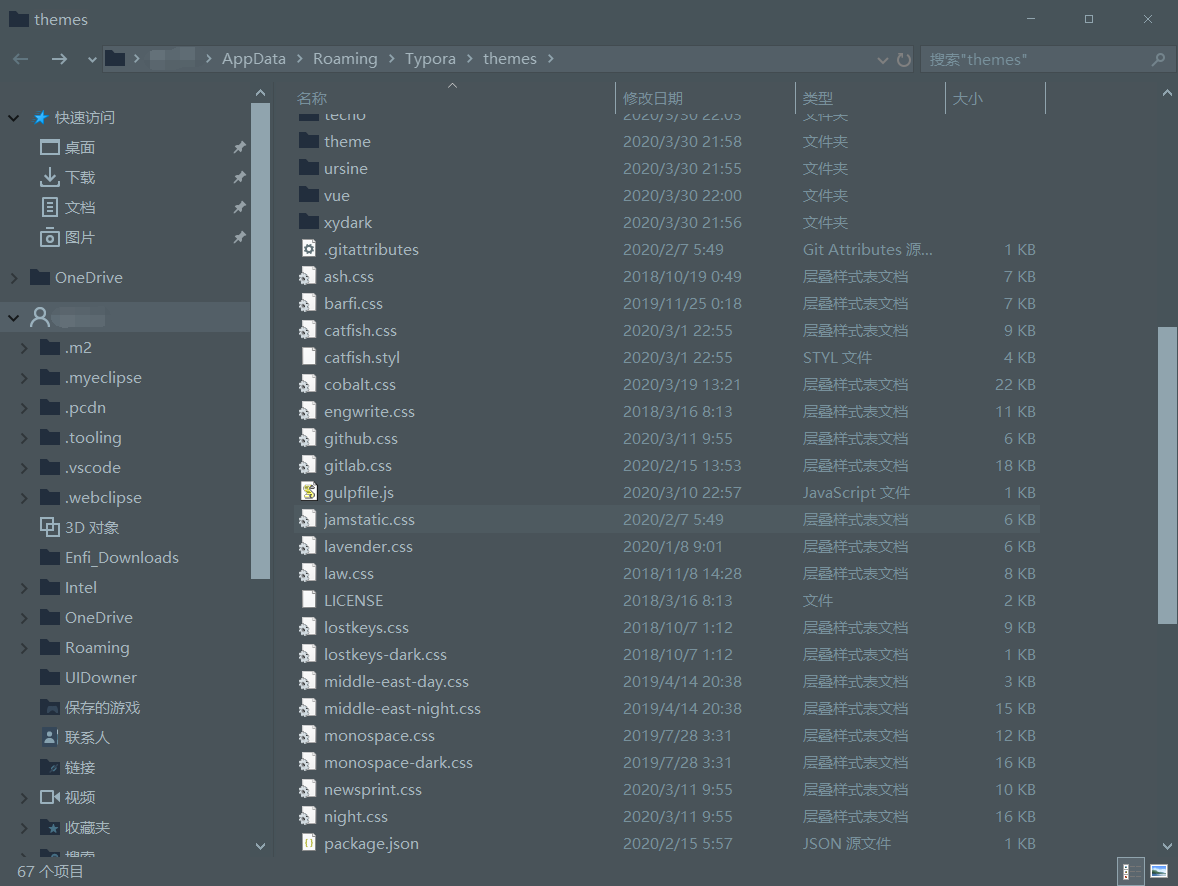 themes
AppData Roaming Typora themes
搜索"themes"
快速访问
桌面
下载
文档
图片
OneDrive
.m2
.myeclipse
.pcdn
.tooling
.vscode
.webclipse
3D 对象
Enfi_Downloads
Intel
OneDrive
Roaming
UIDowner
保存的游戏
联系人
链接
视频
收藏夹
搜索
名称 修改日期 类型 大小
techo 2020/3/30 22:03 文件夹
theme 2020/3/30 21:58 文件夹
ursine 2020/3/30 21:55 文件夹
vue 2020/3/30 22:00 文件夹
xydark 2020/3/30 21:56 文件夹
.gitattributes 2020/2/7 5:49 Git Attributes 源... 1 KB
ash.css 2018/10/19 0:49 层叠样式表文档 7 KB
barfi.css 2019/11/25 0:18 层叠样式表文档 7 KB
catfish.css 2020/3/1 22:55 层叠样式表文档 9 KB
catfish.styl 2020/3/1 22:55 STYL 文件 4 KB
cobalt.css 2020/3/19 13:21 层叠样式表文档 22 KB
engwrite.css 2018/3/16 8:13 层叠样式表文档 11 KB
github.css 2020/3/11 9:55 层叠样式表文档 6 KB
gitlab.css 2020/2/15 13:53 层叠样式表文档 18 KB
gulpfile.js 2020/3/10 22:57 JavaScript 文件 1 KB
jamstatic.css 2020/2/7 5:49 层叠样式表文档 6 KB
lavender.css 2020/1/8 9:01 层叠样式表文档 6 KB
law.css 2018/11/8 14:28 层叠样式表文档 8 KB
LICENSE 2018/3/16 8:13 文件 2 KB
lostkeys.css 2018/10/7 1:12 层叠样式表文档 9 KB
lostkeys-dark.css 2018/10/7 1:12 层叠样式表文档 1 KB
middle-east-day.css 2019/4/14 20:38 层叠样式表文档 3 KB
middle-east-night.css 2019/4/14 20:38 层叠样式表文档 15 KB
monospace.css 2019/7/28 3:31 层叠样式表文档 12 KB
monospace-dark.css 2019/7/28 3:31 层叠样式表文档 16 KB
newsprint.css 2020/3/11 9:55 层叠样式表文档 10 KB
night.css 2020/3/11 9:55 层叠样式表文档 16 KB
package.json 2020/2/15 5:57 JSON 源文件 1 KB
67 个项目